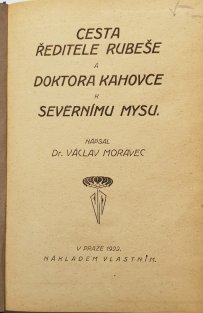 CESTA
ŘEDITELE RUBEŠE
A
DOKTORA KAHOVCE
K
SEVERNÍMU MYSU.
NAPSAL
Dr. VÁCLAV MORAVEC
V PRAZE 1922.
NÁKLADEM VLASTNÍM.